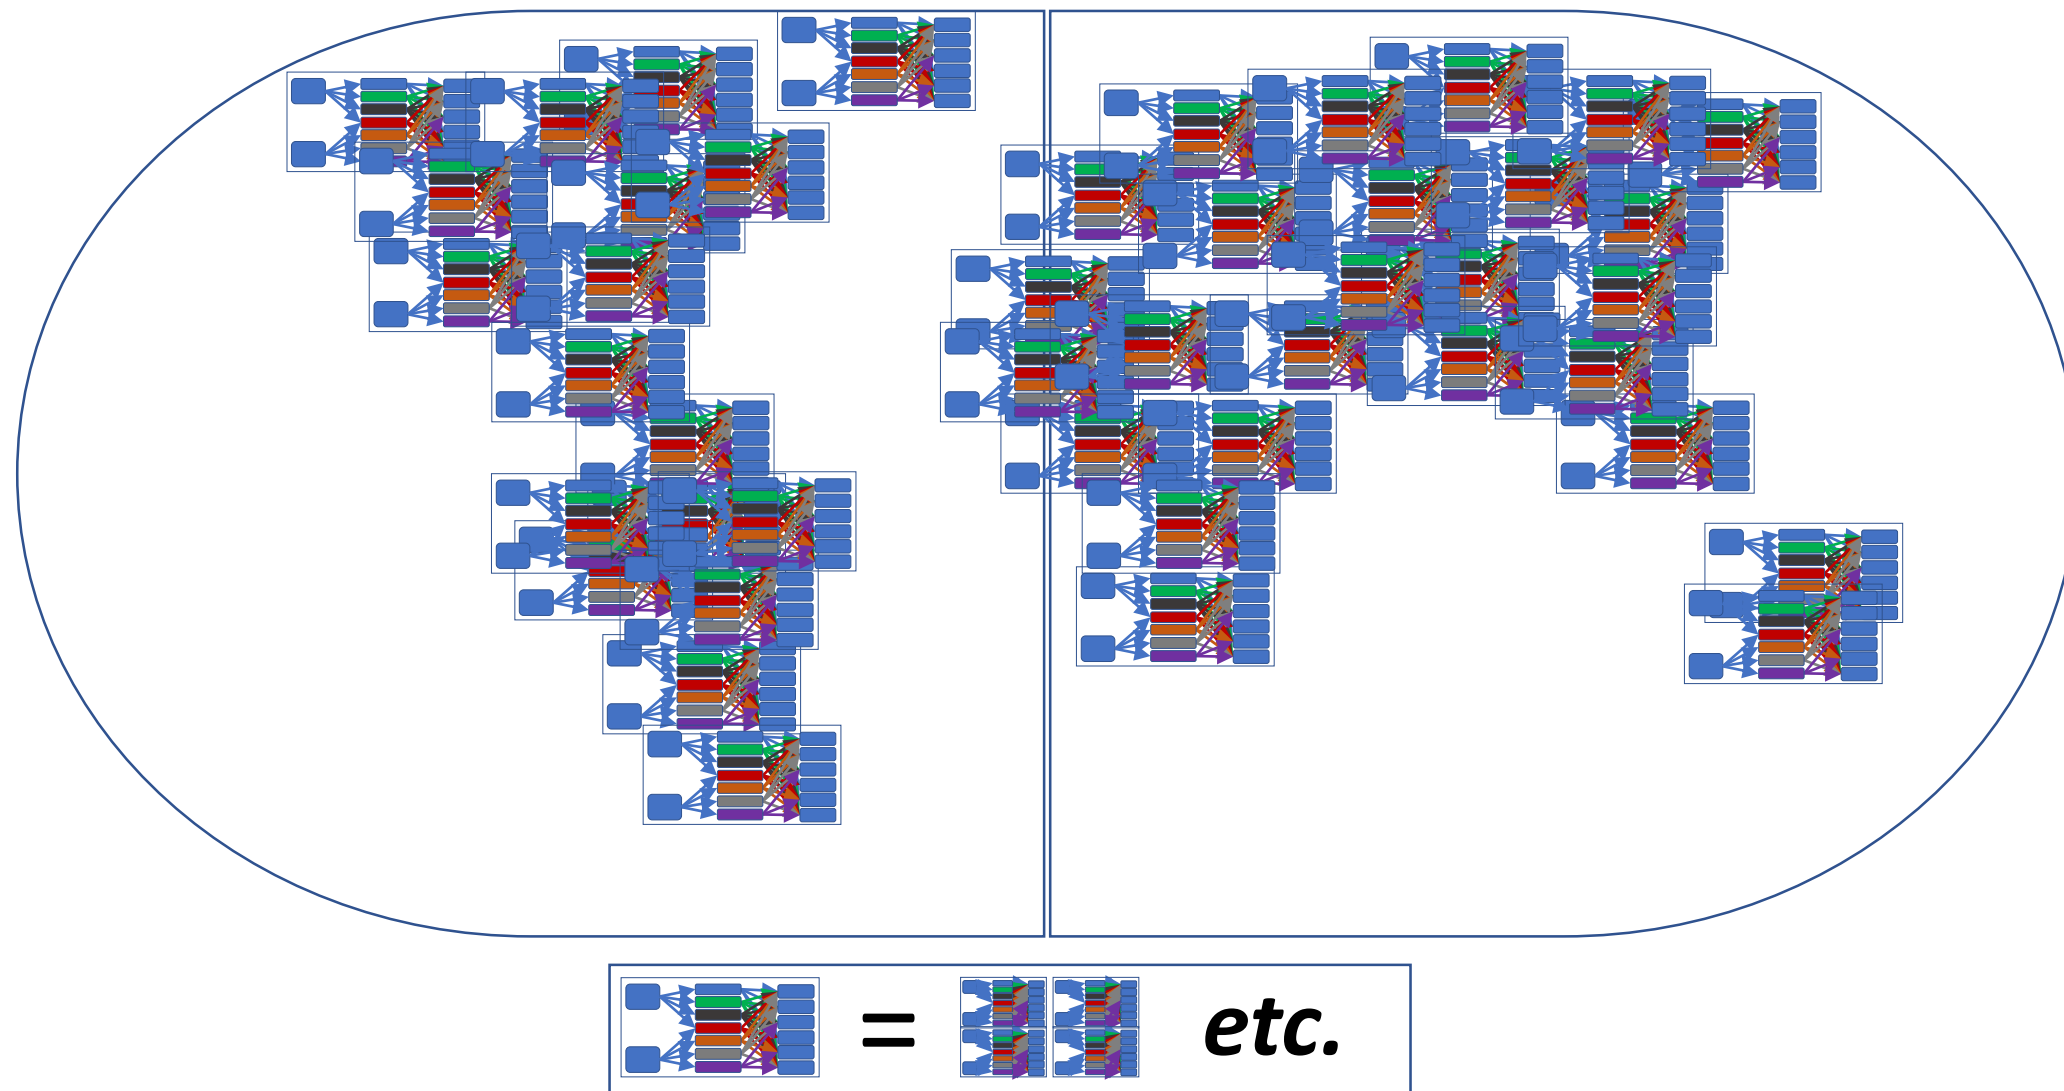 = etc.